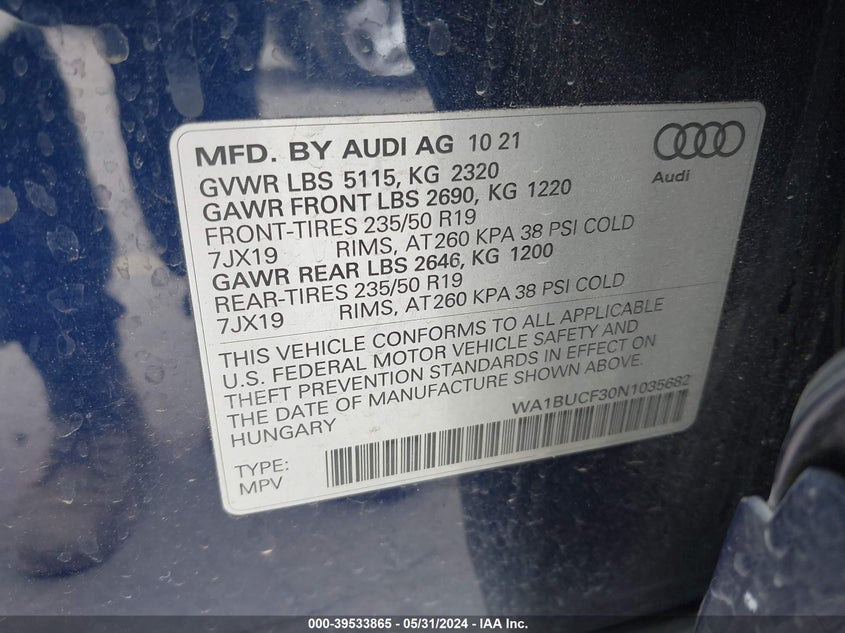 MFD. BY AUDI AG 10 21
GVWR LBS 5115, KG 2320
GAWR FRONT LBS 2690, KG 1220
FRONT-TIRES 235/50 R19
7JX19 RIMS, AT 260 KPA 38 PSI COLD
GAWR REAR LBS 2646, KG 1200
REAR-TIRES 235/50 R19
7JX19 RIMS, AT 260 KPA 38 PSI COLD
Audi
THIS VEHICLE CONFORMS TO ALL APPLICABLE
U.S. FEDERAL MOTOR VEHICLE SAFETY AND
THEFT PREVENTION STANDARDS IN EFFECT ON
THE DATE OF MANUFACTURE SHOWN ABOVE.
HUNGARY
WA1BUCF30N1035682
TYPE:
MPV
000-39533865 - 05/31/2024 - © IAA Inc.